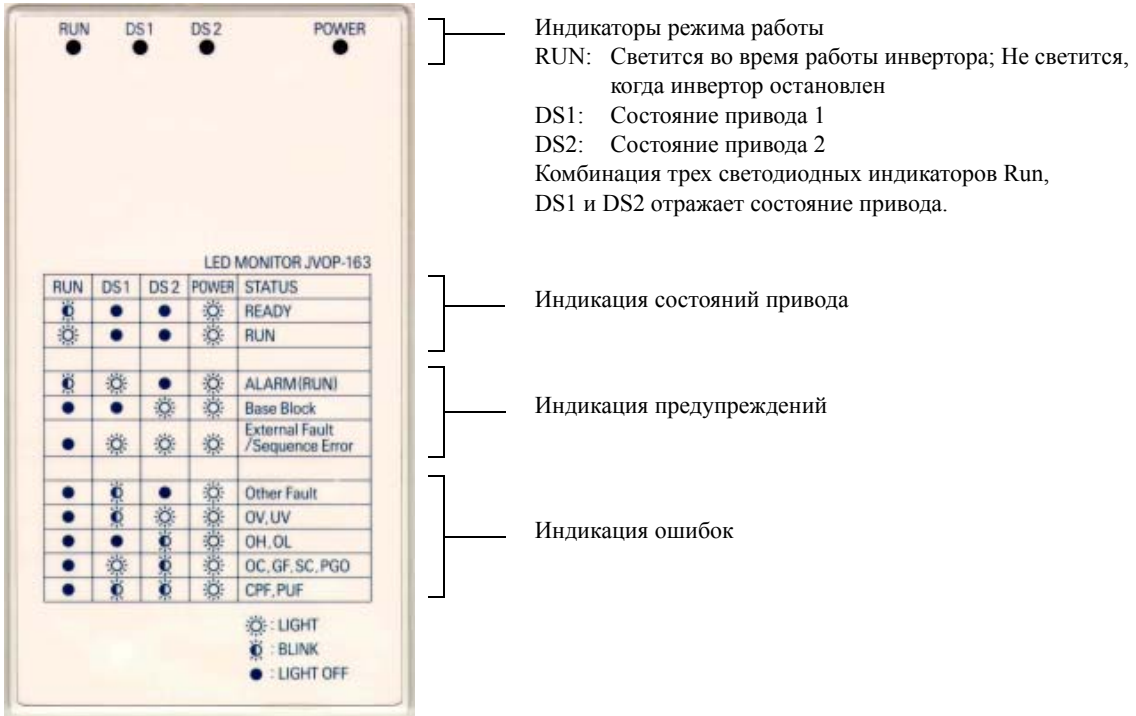 RUN DS1 DS2 POWER
Индикаторы режима работы
RUN: Светится во время работы инвертора; Не светится,
когда инвертор остановлен
DS1: Состояние привода 1
DS2: Состояние привода 2
Комбинация трех светодиодных индикаторов Run,
DS1 и DS2 отражает состояние привода.
LED MONITOR JVOP-163
RUN DS1 DS2 POWER STATUS
READY
RUN
Индикация состояний привода
ALARM(RUN)
Base Block
External Fault
/Sequence Error
Индикация предупреждений
Other Fault
OV,UV
OH,OL
OC,GF,SC,PGO
CPF,PUF
Индикация ошибок
: LIGHT
: BLINK
: LIGHT OFF